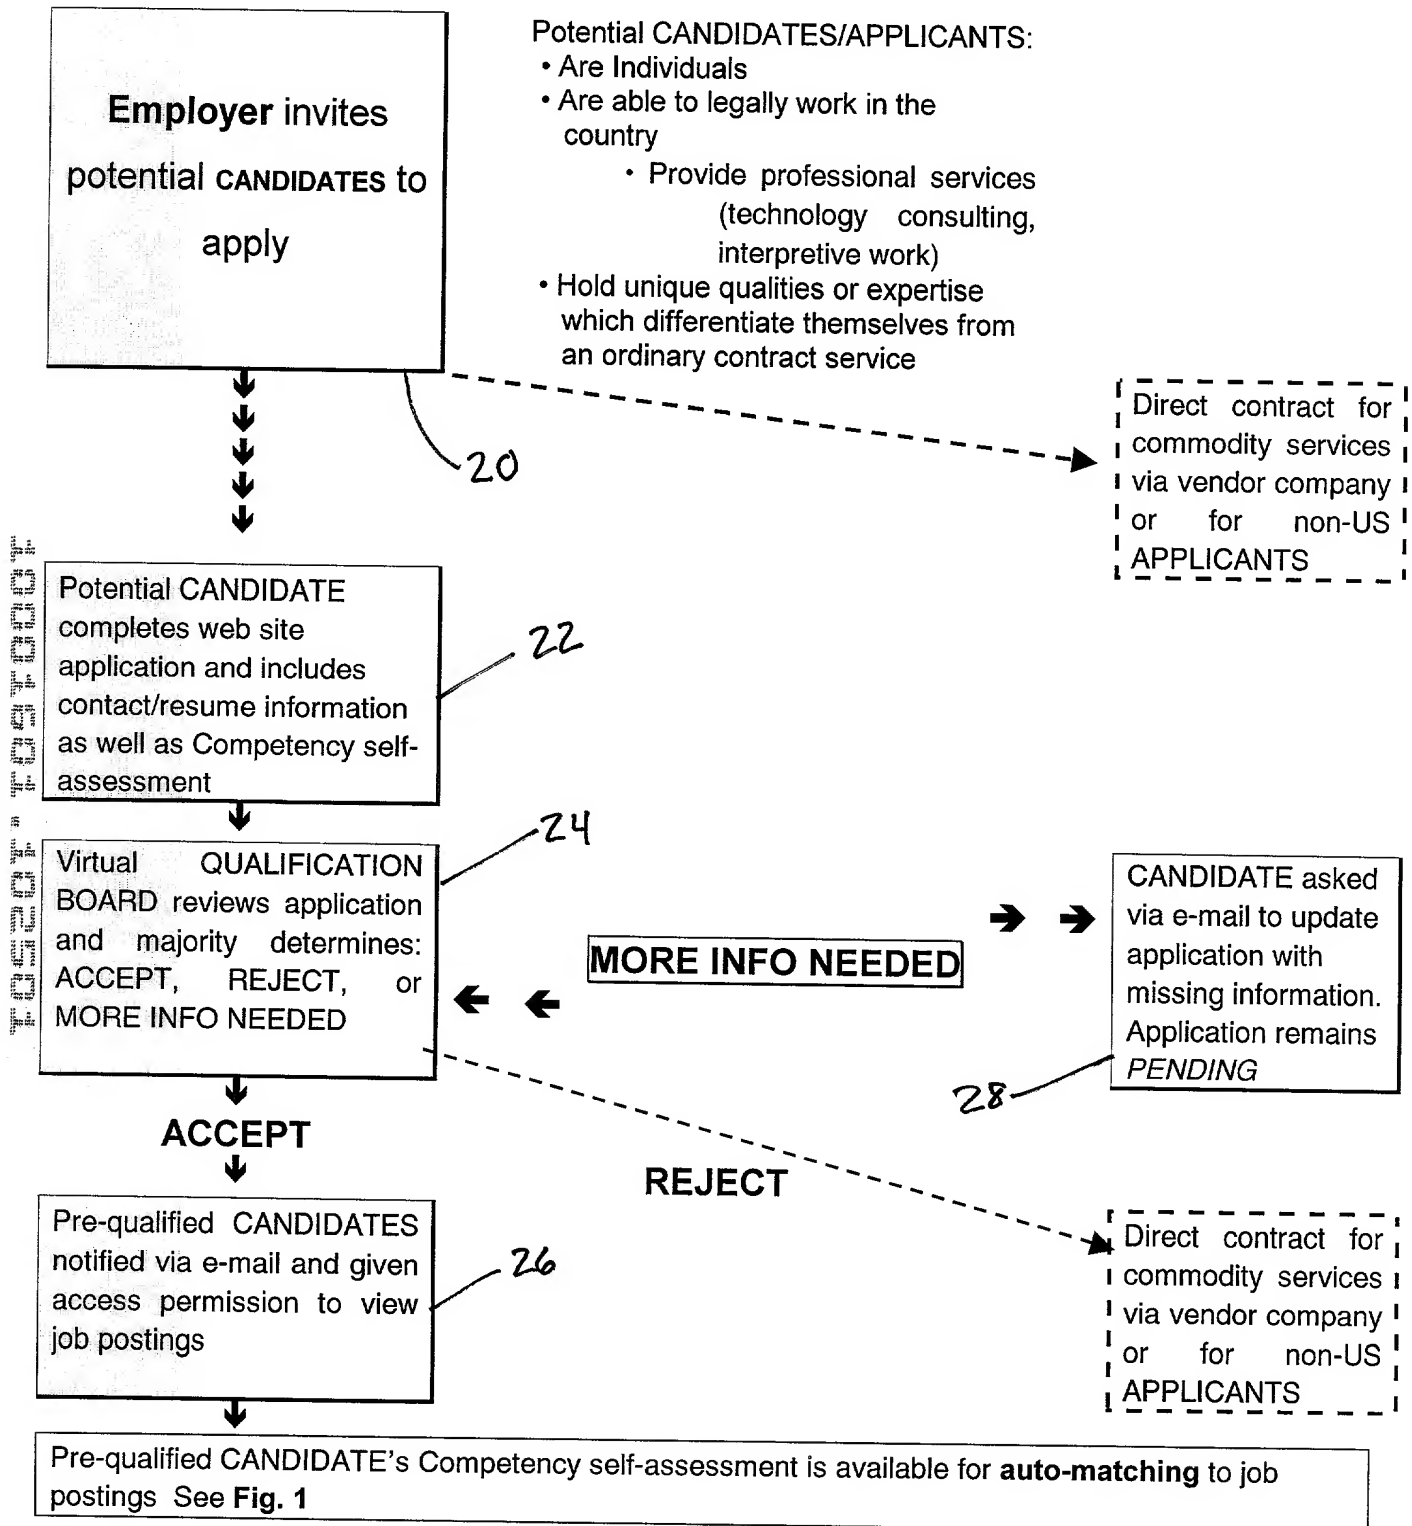 Employer invites
potential CANDIDATES to
apply
Potential CANDIDATES/APPLICANTS:
• Are Individuals
• Are able to legally work in the
country
• Provide professional services
(technology consulting,
interpretive work)
• Hold unique qualities or expertise
which differentiate themselves from
an ordinary contract service
20
Direct contract for
commodity services
via vendor company
or for non-US
APPLICANTS
Potential CANDIDATE
completes web site
application and includes
contact/resume information
as well as Competency self-
assessment
22
Virtual QUALIFICATION
BOARD reviews application
and majority determines:
ACCEPT, REJECT, or
MORE INFO NEEDED
24
MORE INFO NEEDED
CANDIDATE asked
via e-mail to update
application with
missing information.
Application remains
PENDING
28
ACCEPT
REJECT
Pre-qualified CANDIDATES
notified via e-mail and given
access permission to view
job postings
26
Direct contract for
commodity services
via vendor company
or for non-US
APPLICANTS
Pre-qualified CANDIDATE's Competency self-assessment is available for auto-matching to job
postings See Fig. 1